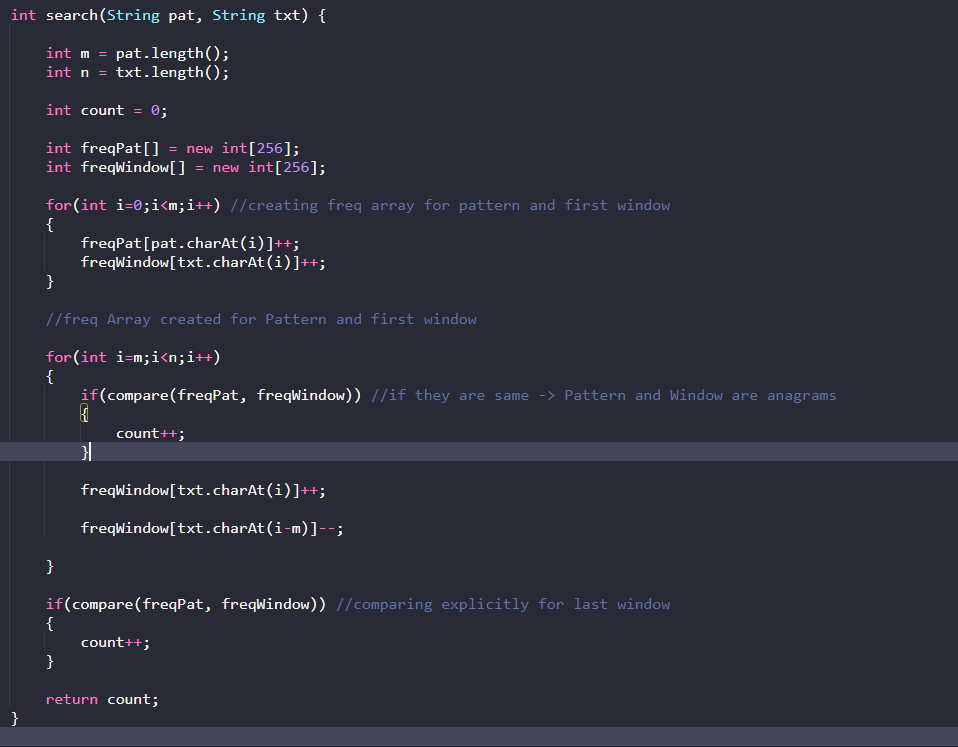 int search(String pat, String txt) {
int m = pat.length();
int n = txt.length();
int count = 0;
int freqPat[] = new int[256];
int freqWindow[] = new int[256];
for(int i=0;i<m;i++) //creating freq array for pattern and first window
{
freqPat[pat.charAt(i)]++;
freqWindow[txt.charAt(i)]++;
}
//freq Array created for Pattern and first window
for(int i=m;i<n;i++)
{
if(compare(freqPat, freqWindow)) //if they are same -> Pattern and Window are anagrams
{
count++;
}
freqWindow[txt.charAt(i)]++;
freqWindow[txt.charAt(i-m)]--;
}
if(compare(freqPat, freqWindow)) //comparing explicitly for last window
{
count++;
}
return count;
}